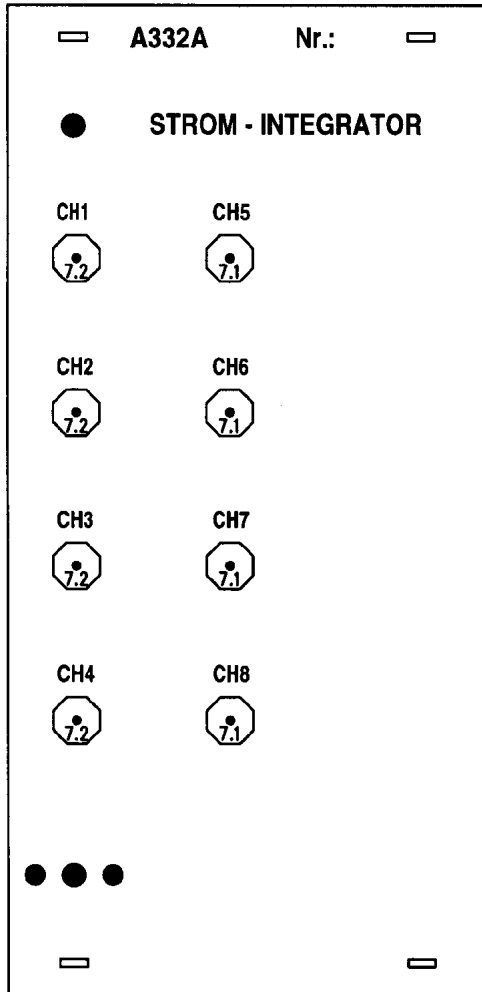 A332A Nr.:
STROM - INTEGRATOR
CH1 CH5
7.2 7.1
CH2 CH6
7.2 7.1
CH3 CH7
7.2 7.1
CH4 CH8
7.2 7.1